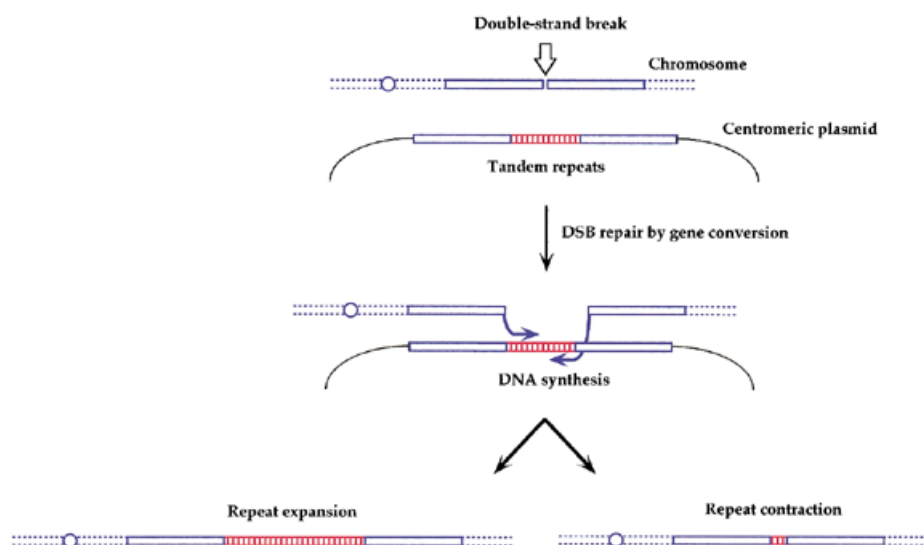 Double-strand break
Chromosome
Centromeric plasmid
Tandem repeats
DSB repair by gene conversion
DNA synthesis
Repeat expansion
Repeat contraction